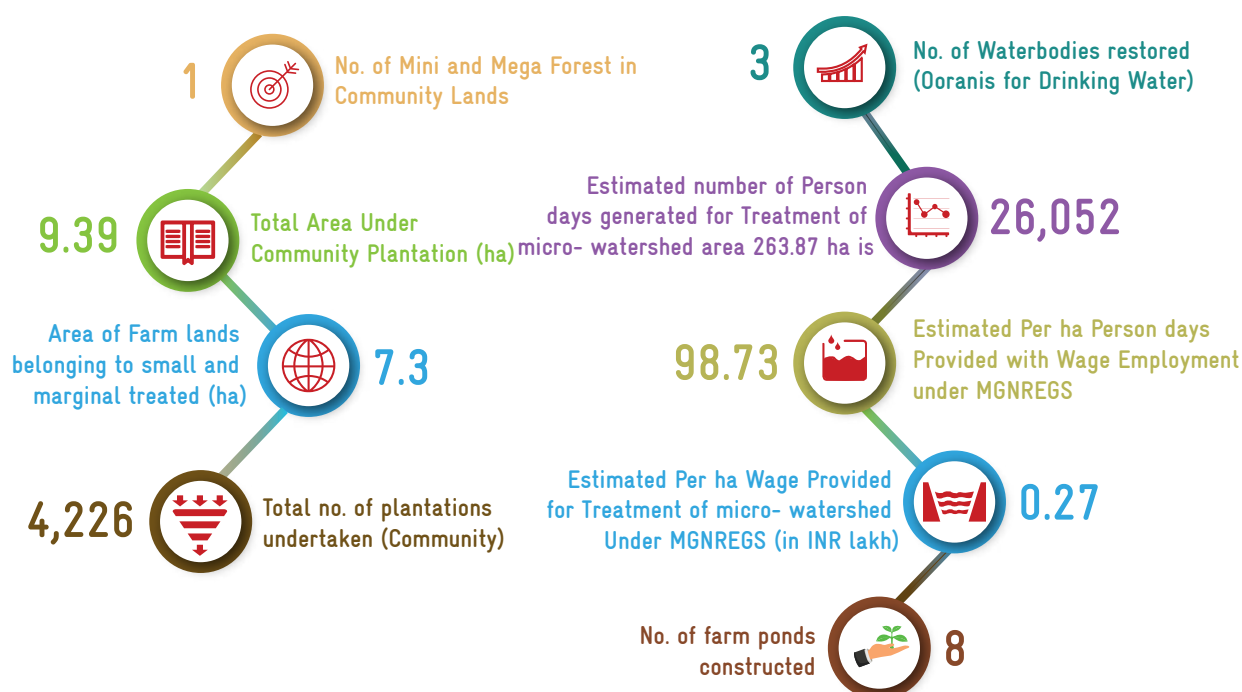 1
No. of Mini and Mega Forest in
Community Lands
9.39
Total Area Under
Community Plantation (ha)
Area of Farm lands
belonging to small and
marginal treated (ha)
7.3
4,226
Total no. of plantations
undertaken (Community)
3
No. of Waterbodies restored
(Ooranis for Drinking Water)
Estimated number of Person
days generated for Treatment of
micro- watershed area 263.87 ha is
26,052
98.73
Estimated Per ha Person days
Provided with Wage Employment
under MGNREGS
Estimated Per ha Wage Provided
for Treatment of micro- watershed
Under MGNREGS (in INR lakh)
0.27
No. of farm ponds
constructed
8